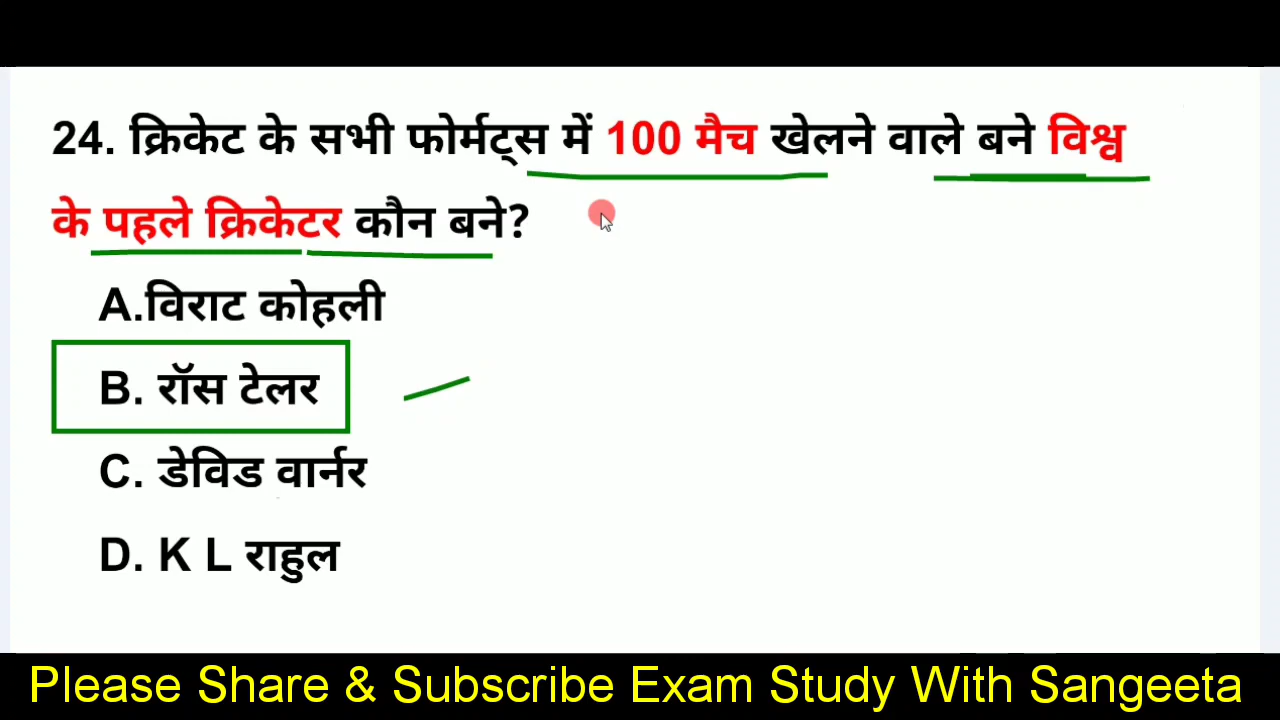 24. क्रिकेट के सभी फोर्मट्स में 100 मैच खेलने वाले बने विश्व
के पहले क्रिकेटर कौन बने?
A.विराट कोहली
B. रॉस टेलर
C. डेविड वार्नर
D. K L राहुल
Please Share & Subscribe Exam Study With Sangeeta